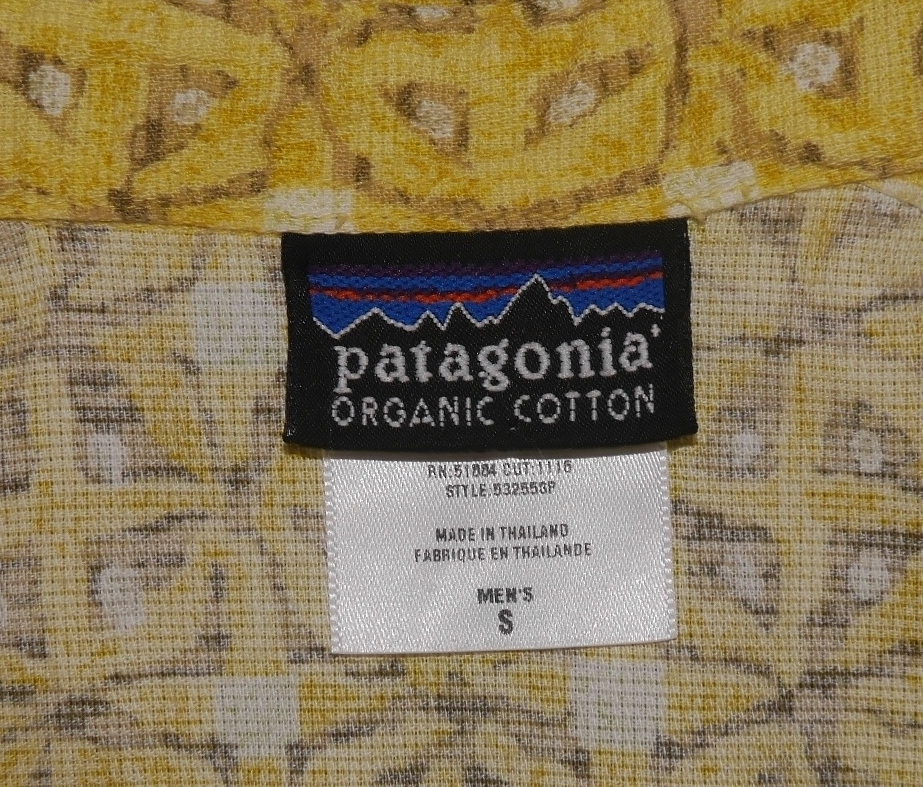 patagonia
ORGANIC COTTON
RN:51884 CUT:1116
STYLE:53255SP
MADE IN THAILAND
FABRIQUE EN THAILANDE
MEN'S
S